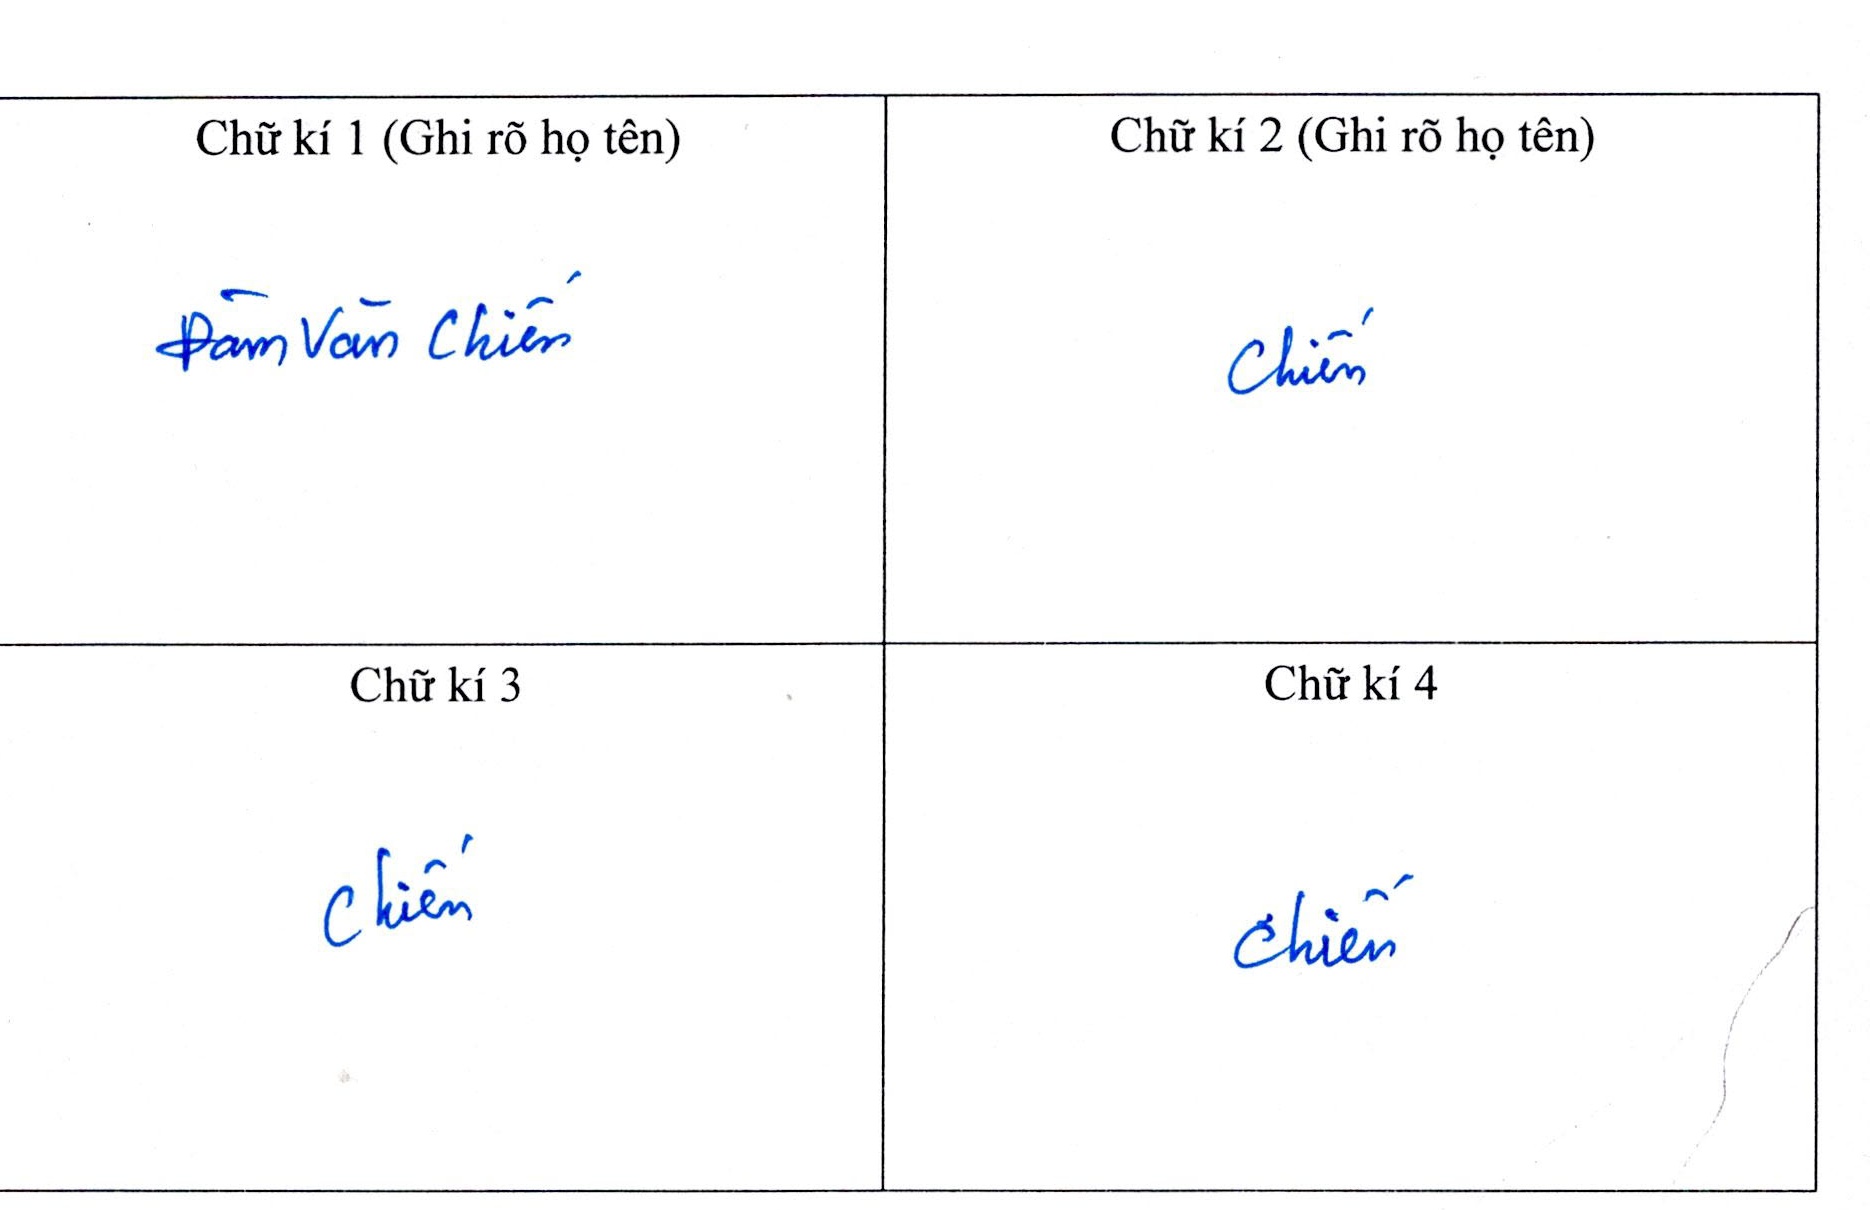 Chữ kí 1 (Ghi rõ họ tên)
Đàm Văn Chiến
Chữ kí 2 (Ghi rõ họ tên)
Chiến
Chữ kí 3
Chiến
Chữ kí 4
Chiến